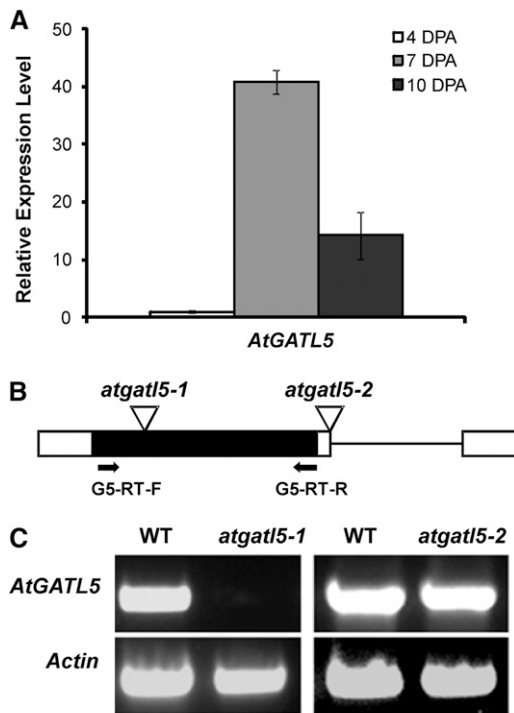 A
Relative Expression Level
50
40
30
20
10
0
4 DPA
7 DPA
10 DPA
AtGATL5
B
atgatl5-1
atgatl5-2
G5-RT-F
G5-RT-R
C
WT
atgatl5-1
WT
atgatl5-2
AtGATL5
Actin